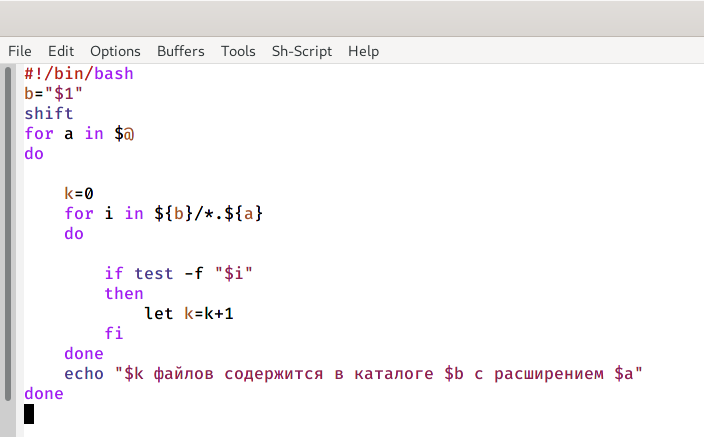 File Edit Options Buffers Tools Sh-Script Help
#!/bin/bash
b="$1"
shift
for a in $@
do
k=0
for i in ${b}/*.${a}
do
if test -f "$i"
then
let k=k+1
fi
done
echo "$k файлов содержится в каталоге $b с расширением $a"
done